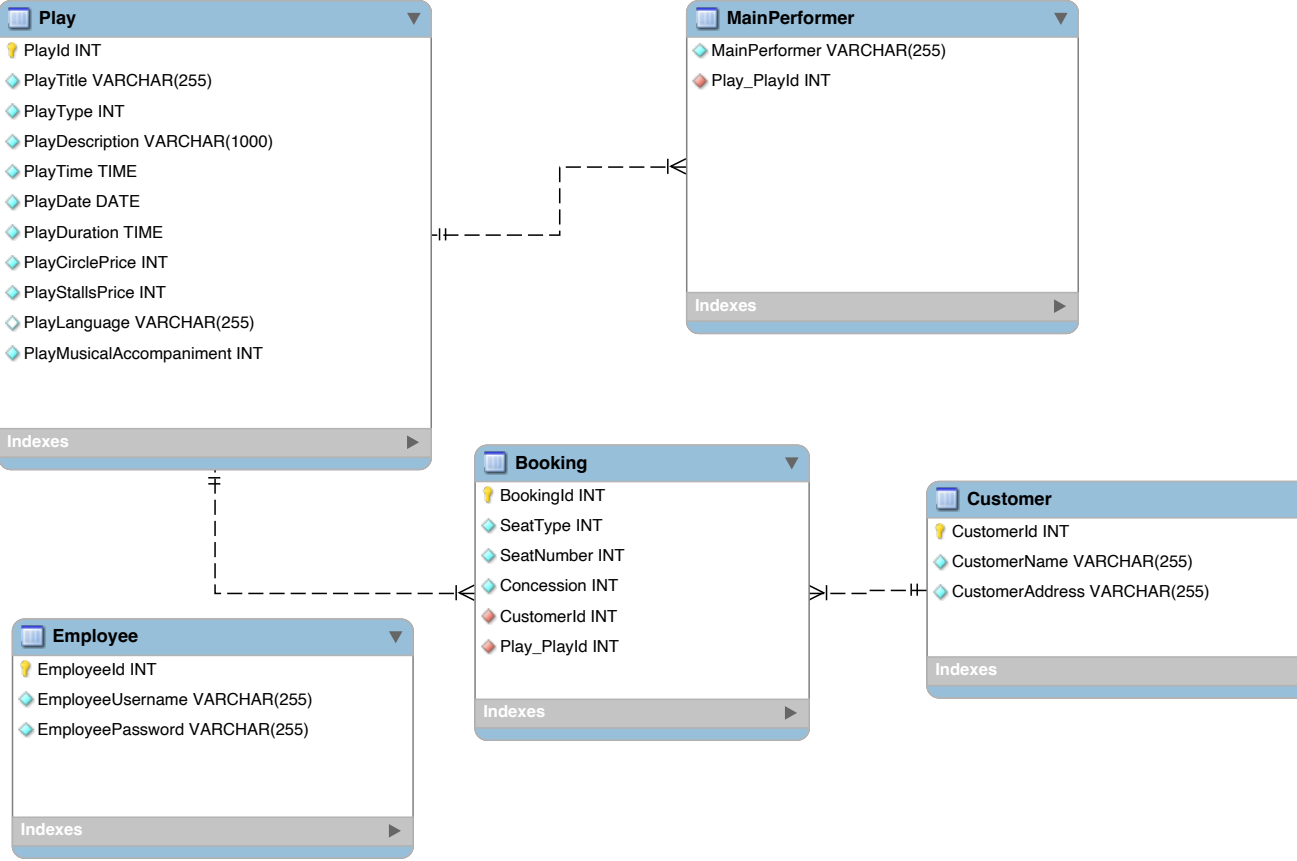 Play
PlayId INT
PlayTitle VARCHAR(255)
PlayType INT
PlayDescription VARCHAR(1000)
PlayTime TIME
PlayDate DATE
PlayDuration TIME
PlayCirclePrice INT
PlayStallsPrice INT
PlayLanguage VARCHAR(255)
PlayMusicalAccompaniment INT
Indexes
MainPerformer
MainPerformer VARCHAR(255)
Play_PlayId INT
Indexes
Booking
BookingId INT
SeatType INT
SeatNumber INT
Concession INT
CustomerId INT
Play_PlayId INT
Indexes
Customer
CustomerId INT
CustomerName VARCHAR(255)
CustomerAddress VARCHAR(255)
Indexes
Employee
EmployeeId INT
EmployeeUsername VARCHAR(255)
EmployeePassword VARCHAR(255)
Indexes